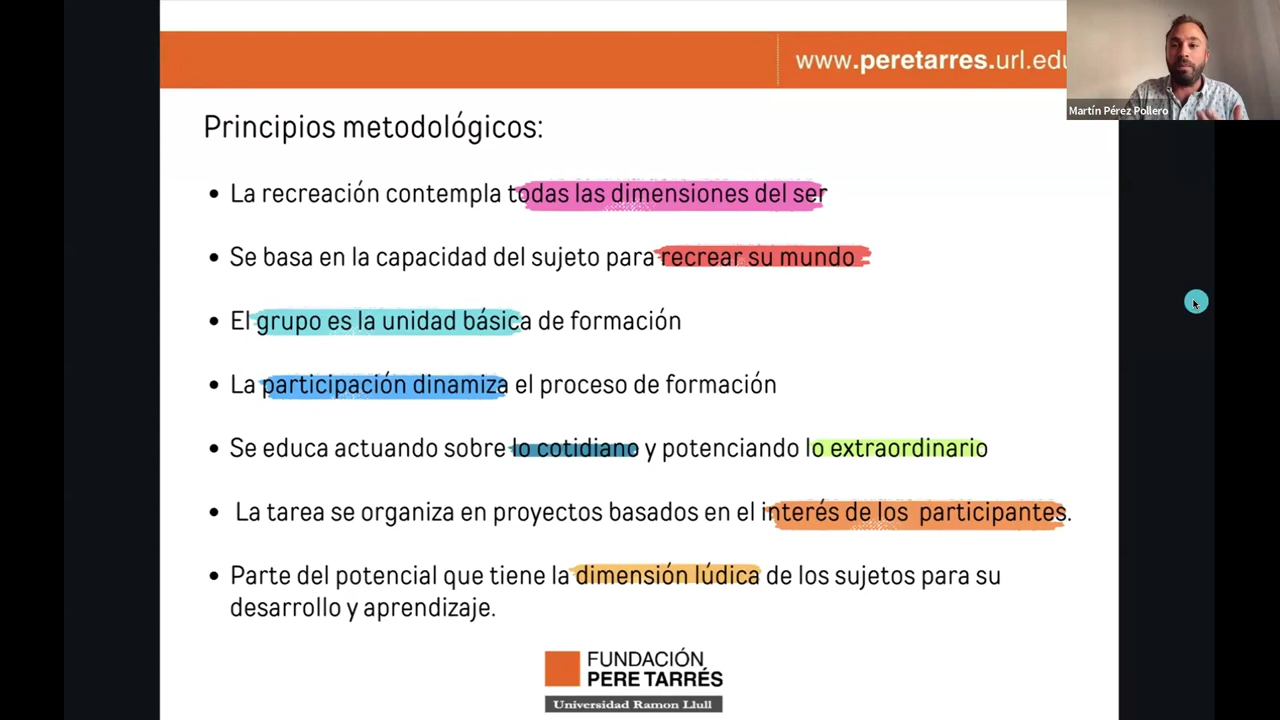 www.peretarres.url.edu
Martín Pérez Pollero
Principios metodológicos:
• La recreación contempla todas las dimensiones del ser
• Se basa en la capacidad del sujeto para recrear su mundo
• El grupo es la unidad básica de formación
• La participación dinamiza el proceso de formación
• Se educa actuando sobre lo cotidiano y potenciando lo extraordinario
• La tarea se organiza en proyectos basados en el interés de los participantes.
• Parte del potencial que tiene la dimensión lúdica de los sujetos para su
desarrollo y aprendizaje.
FUNDACIÓN
PERE TARRÉS
Universidad Ramon Llull